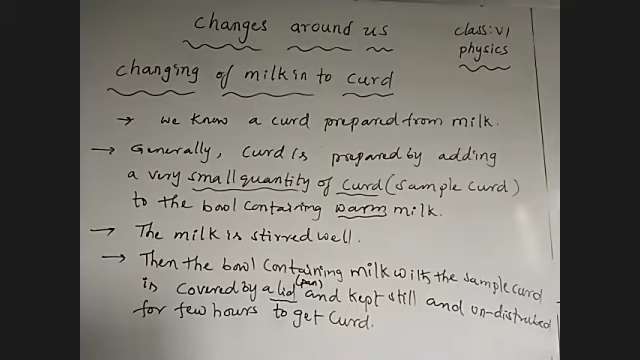 changes around us
class: VI
physics
changing of milk in to curd
→ we know a curd prepared from milk.
→ Generally, curd is prepared by adding
a very small quantity of curd (sample curd)
to the bowl containing warm milk.
→ The milk is stirred well.
→ Then the bowl containing milk with the sample curd
is covered by a lid (pan) and kept still and un-distrubed
for few hours to get curd.